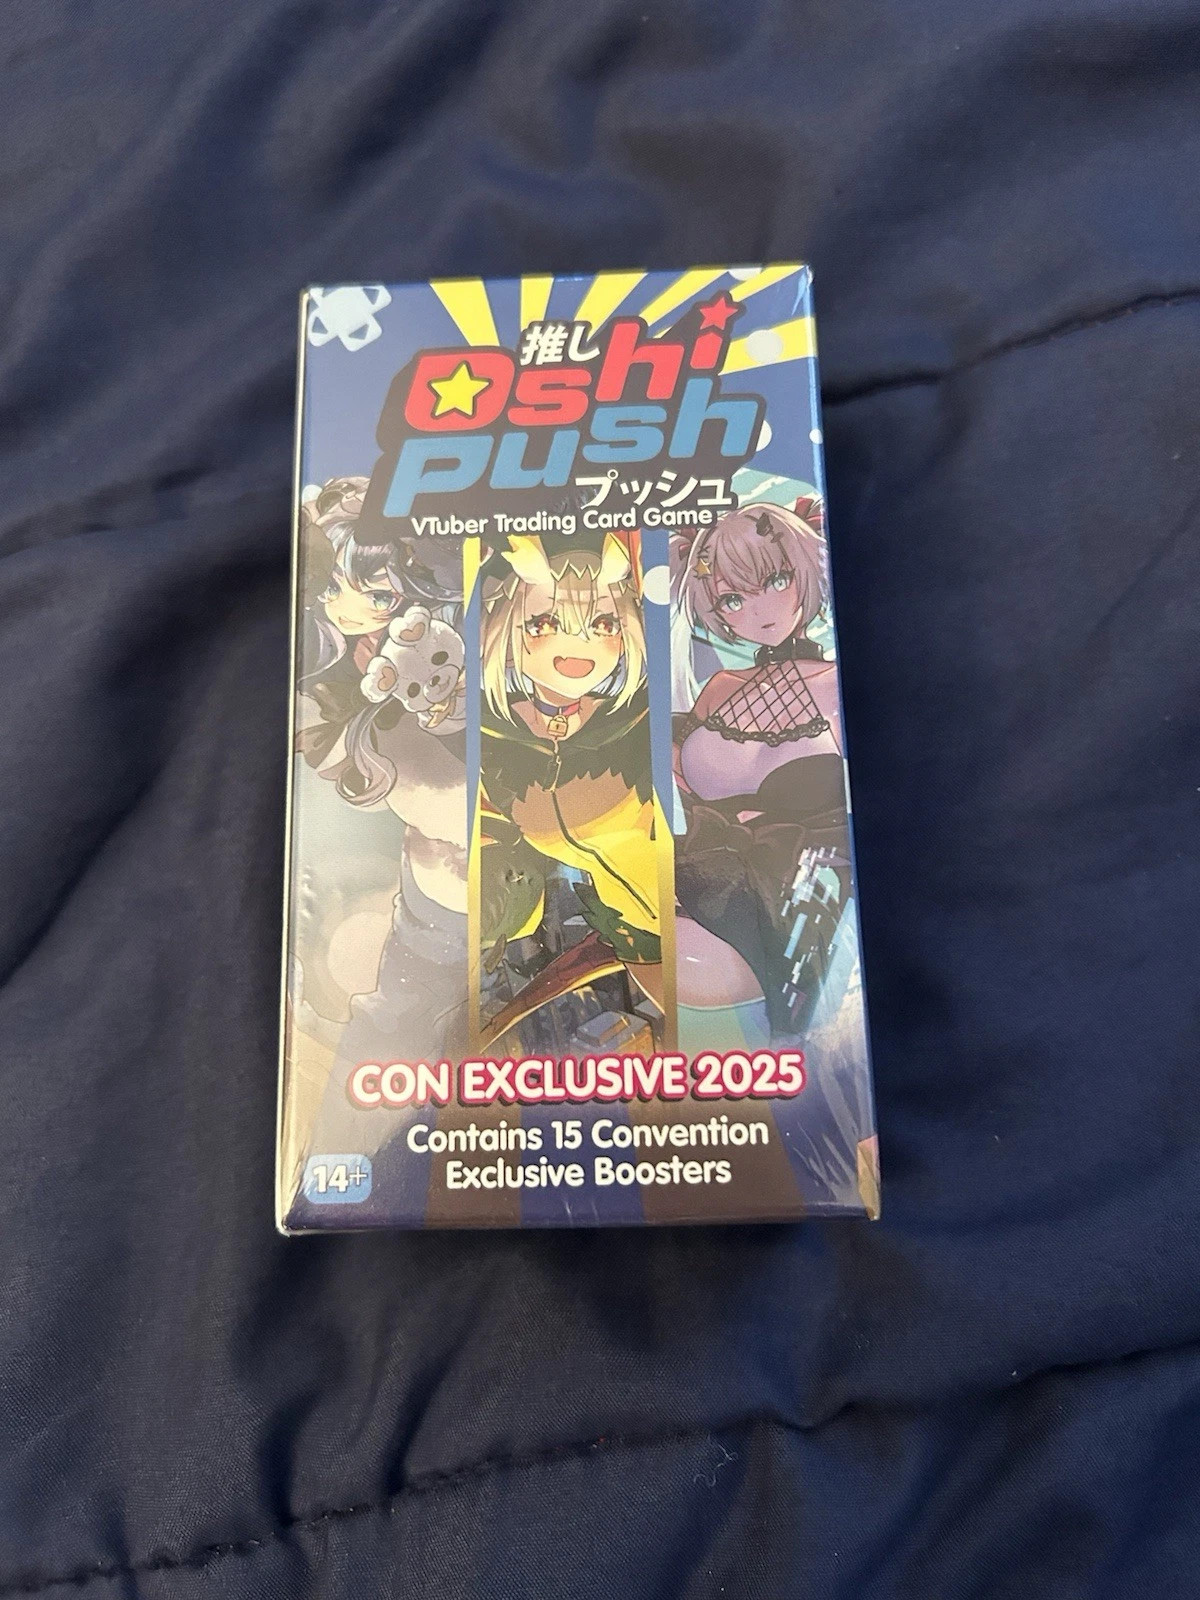 推し
Oshi
Push
プッシュ
VTuber Trading Card Game
CON EXCLUSIVE 2025
Contains 15 Convention
Exclusive Boosters
14+